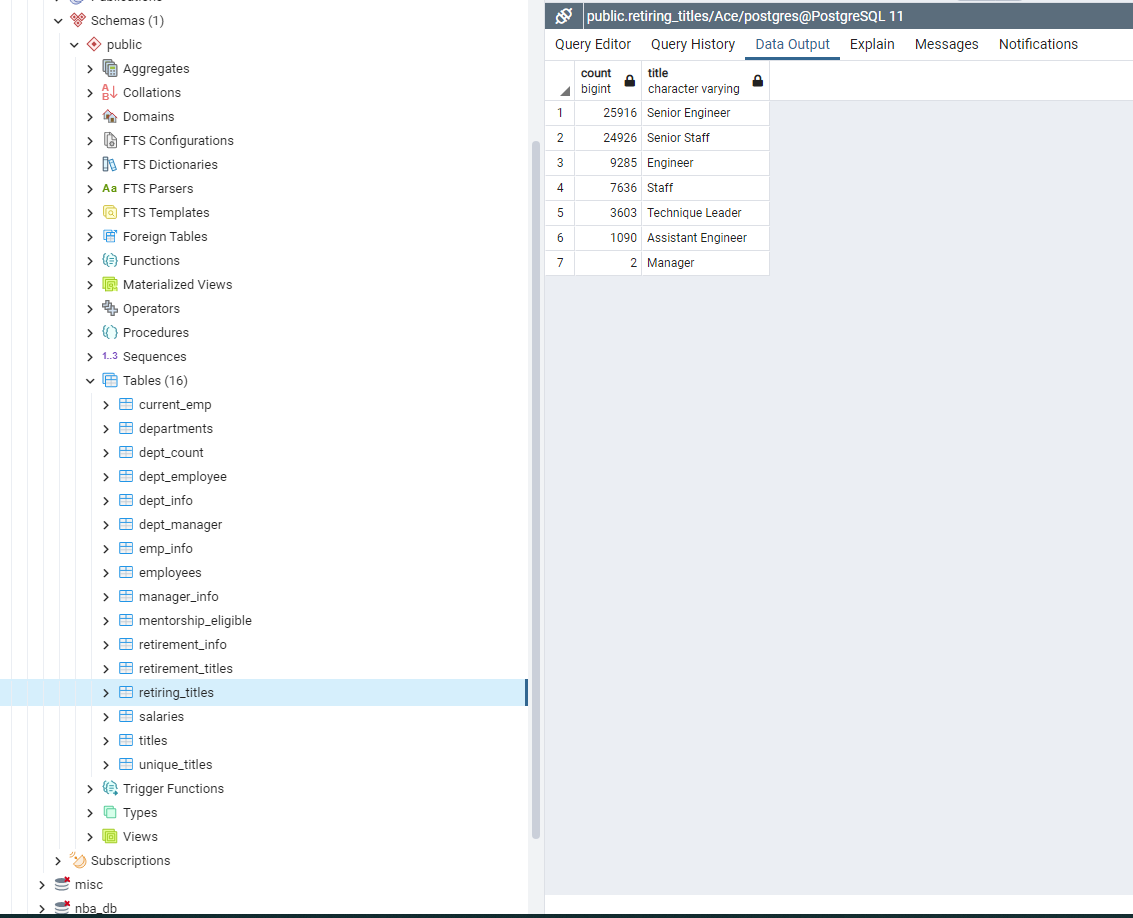 Publications
Schemas (1)
public
Aggregates
Collations
Domains
FTS Configurations
FTS Dictionaries
Aa FTS Parsers
FTS Templates
Foreign Tables
Functions
Materialized Views
Operators
Procedures
1..3 Sequences
Tables (16)
current_emp
departments
dept_count
dept_employee
dept_info
dept_manager
emp_info
employees
manager_info
mentorship_eligible
retirement_info
retirement_titles
retiring_titles
salaries
titles
unique_titles
Trigger Functions
Types
Views
Subscriptions
misc
nba_db
public.retiring_titles/Ace/postgres@PostgreSQL 11
Query Editor Query History Data Output Explain Messages Notifications
count title
bigint character varying
1 25916 Senior Engineer
2 24926 Senior Staff
3 9285 Engineer
4 7636 Staff
5 3603 Technique Leader
6 1090 Assistant Engineer
7 2 Manager